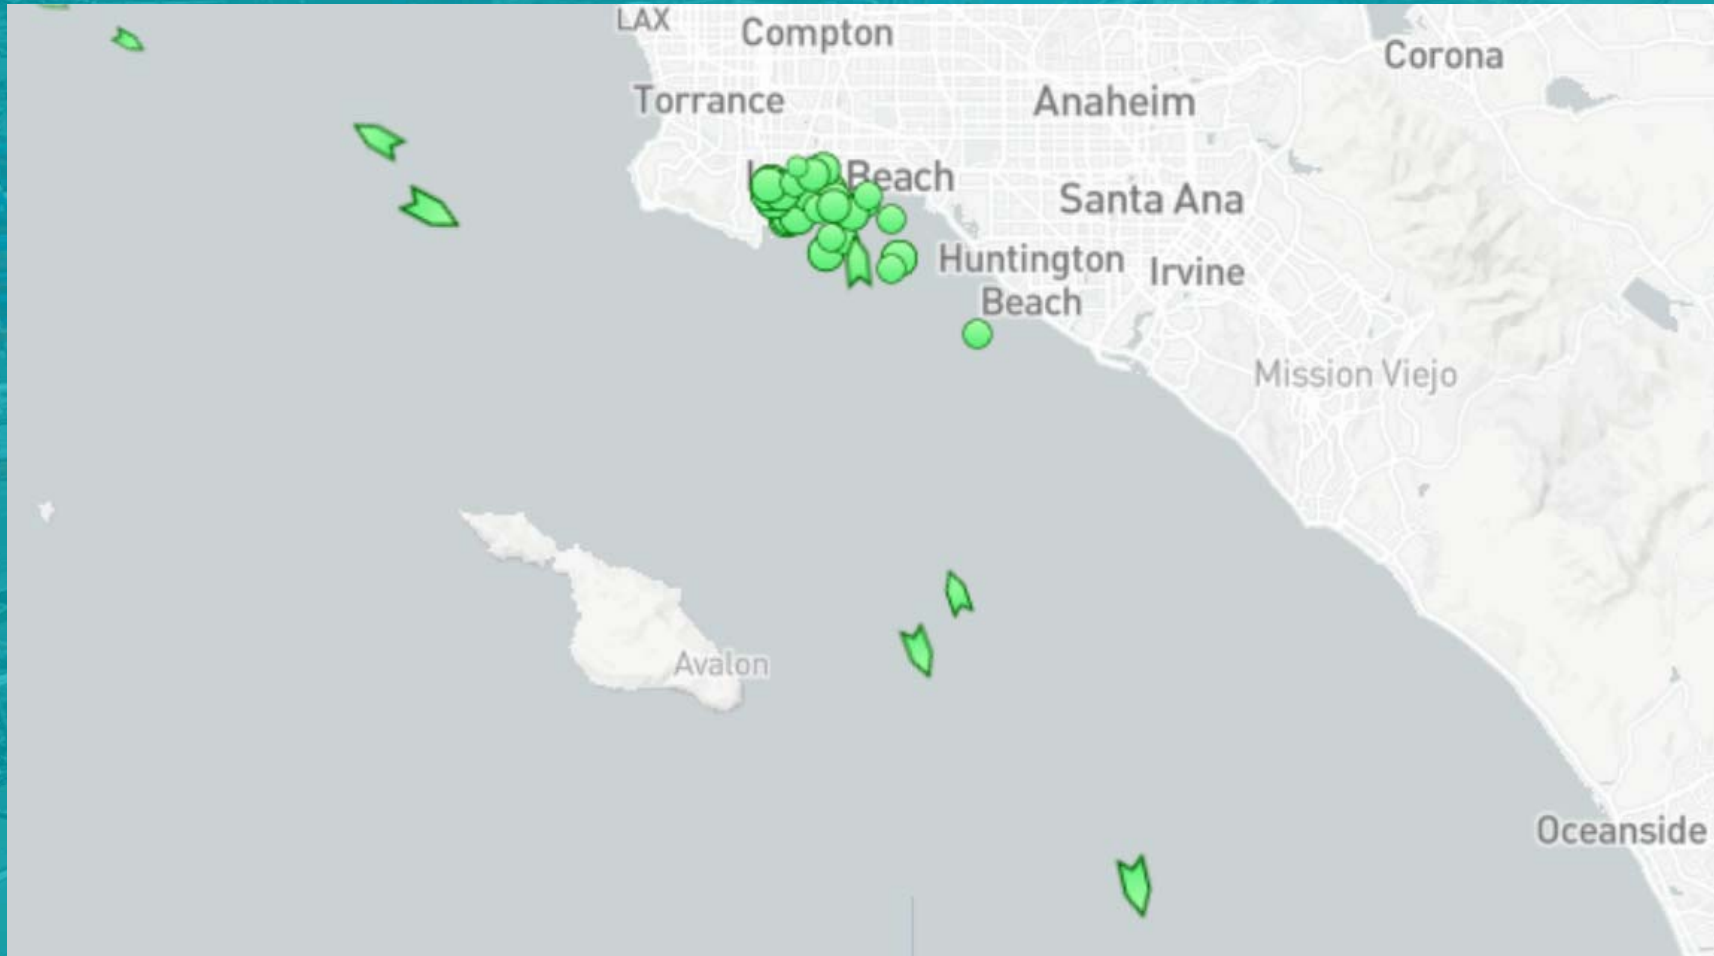 LAX
Compton
Corona
Torrance
Anaheim
Beach
Santa Ana
Huntington
Beach
Irvine
Mission Viejo
Avalon
Oceanside